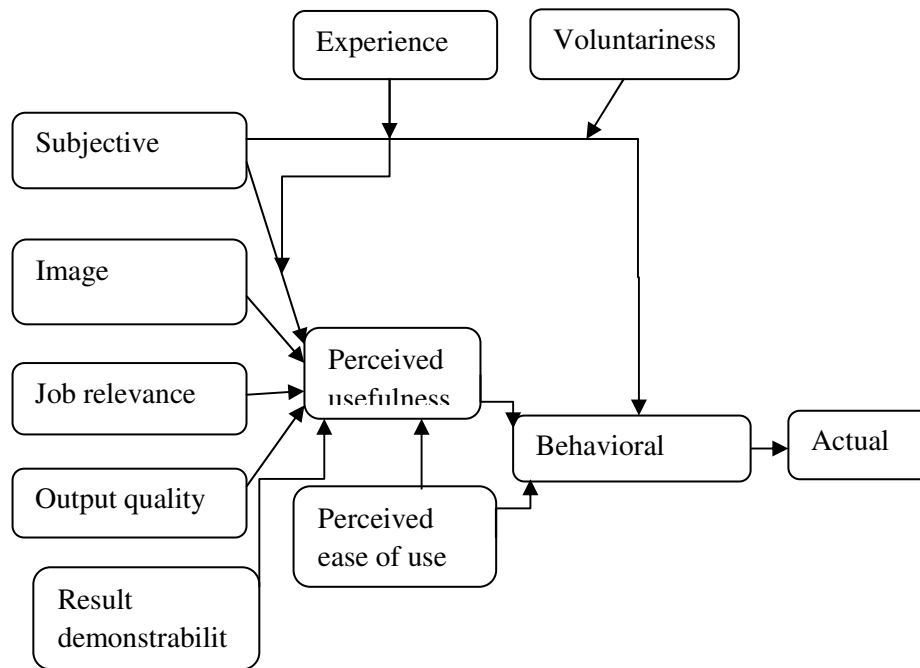 Experience
Voluntariness
Subjective
Image
Job relevance
Output quality
Result
demonstrabilit
Perceived
usefulness
Perceived
ease of use
Behavioral
Actual